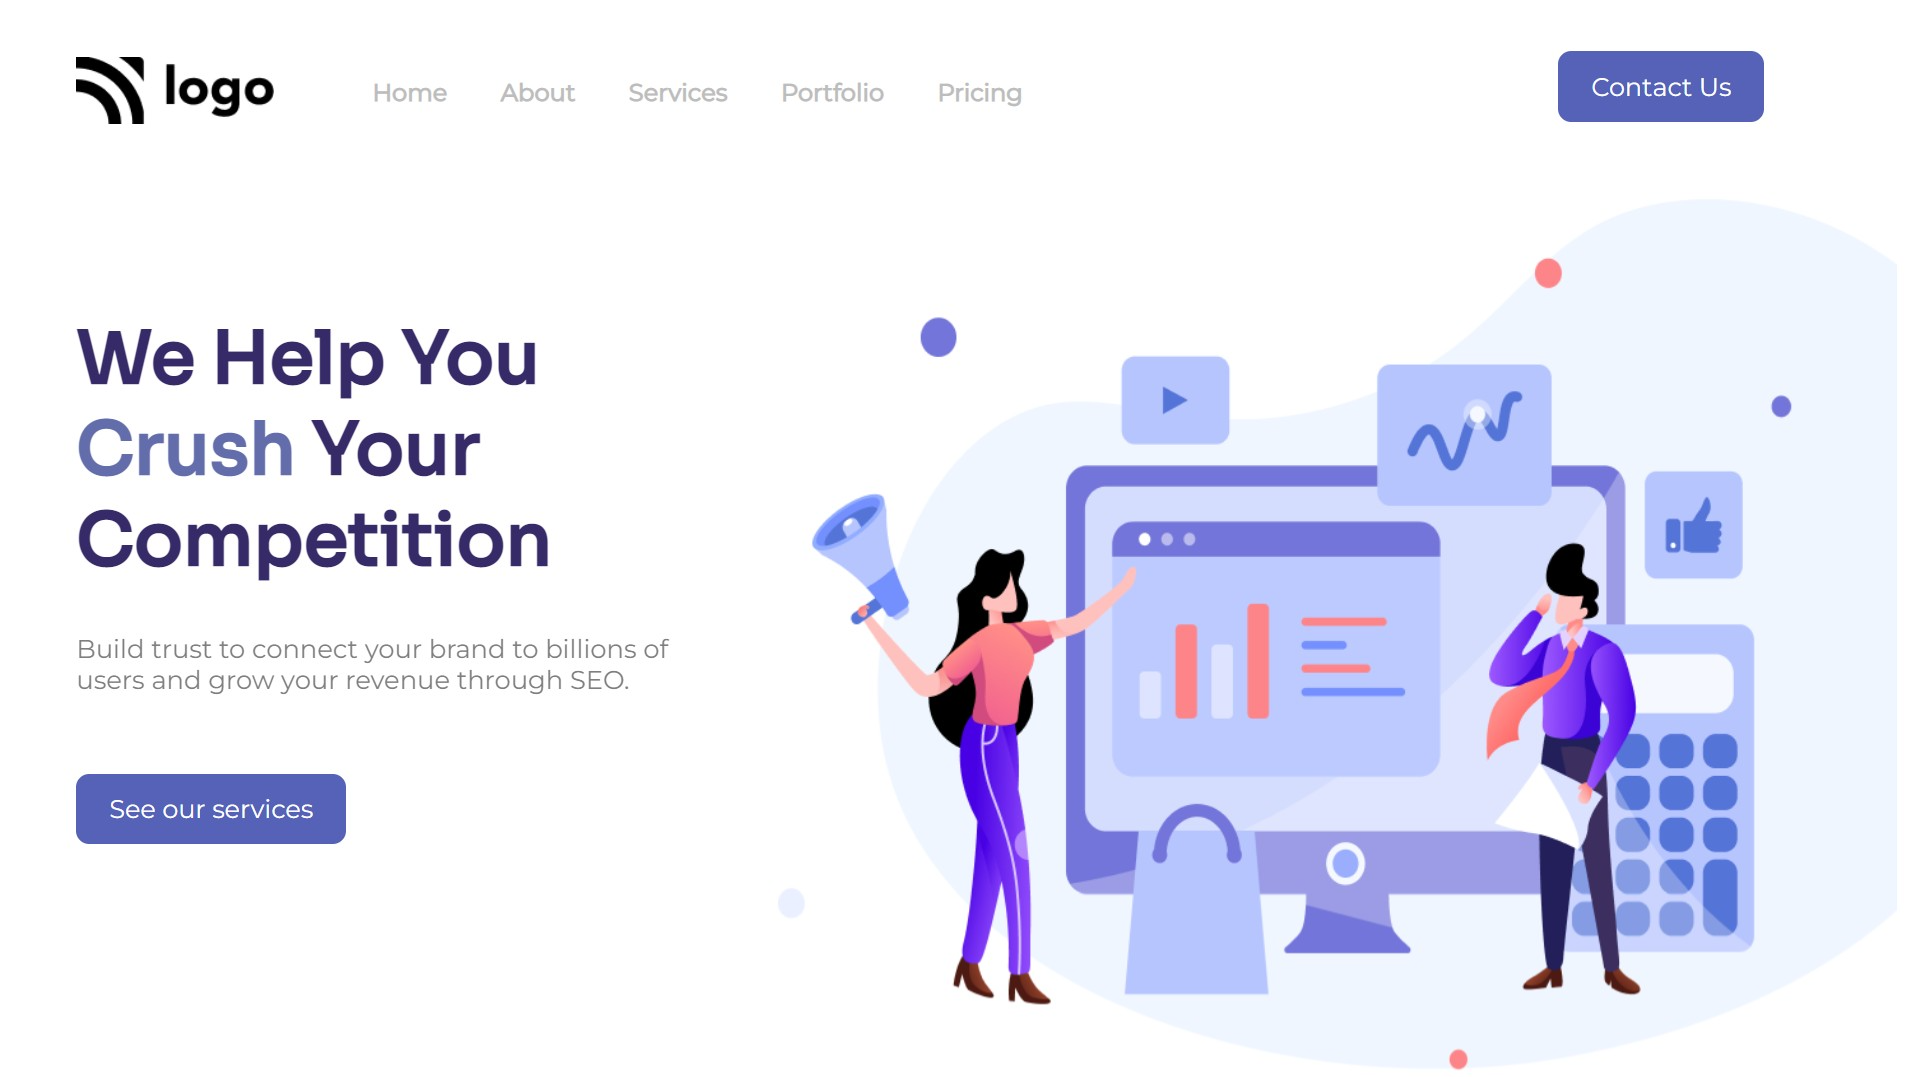 logo
Home About Services Portfolio Pricing
Contact Us
We Help You
Crush Your
Competition
Build trust to connect your brand to billions of
users and grow your revenue through SEO.
See our services